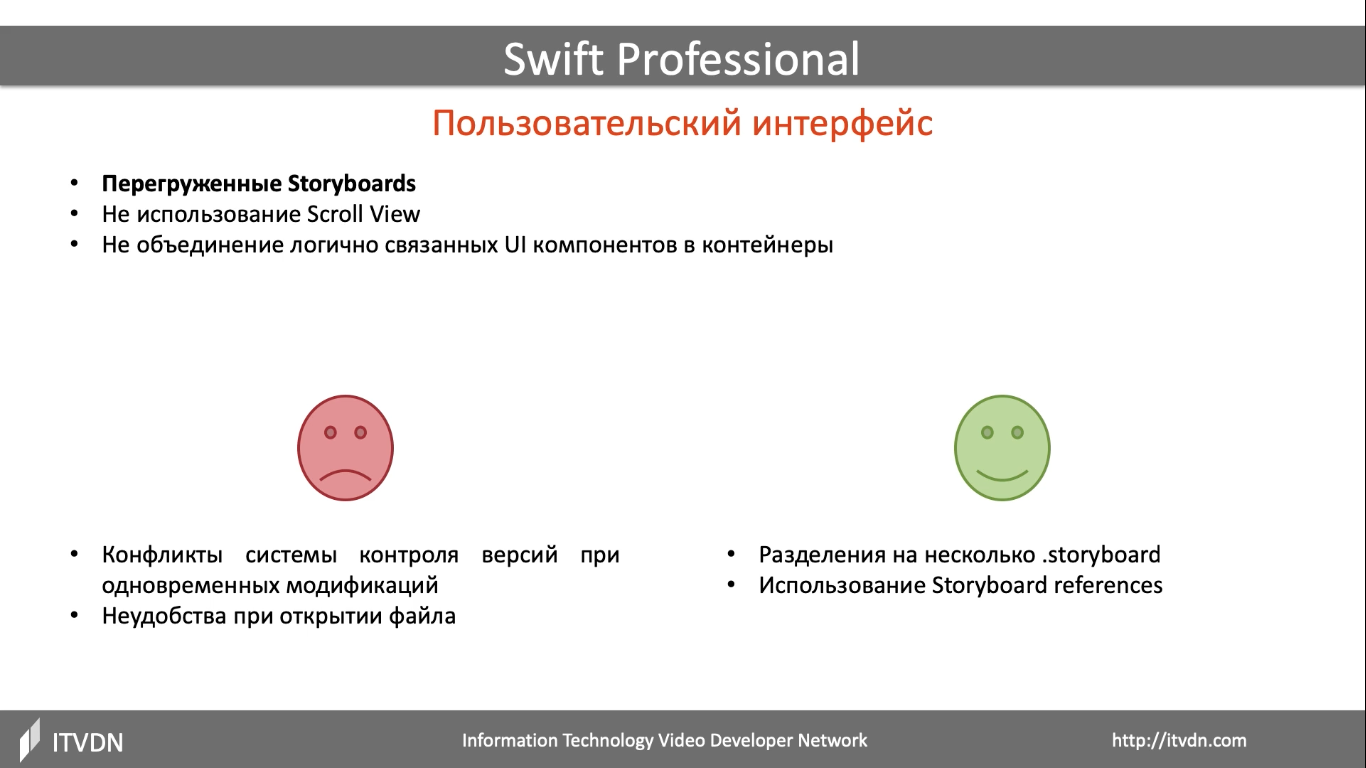 Swift Professional
Пользовательский интерфейс
• Перегруженные Storyboards
• Не использование Scroll View
• Не объединение логично связанных UI компонентов в контейнеры
• Конфликты системы контроля версий при
одновременных модификаций
• Неудобства при открытии файла
• Разделения на несколько .storyboard
• Использование Storyboard references
ITVDN
Information Technology Video Developer Network
http://itvdn.com